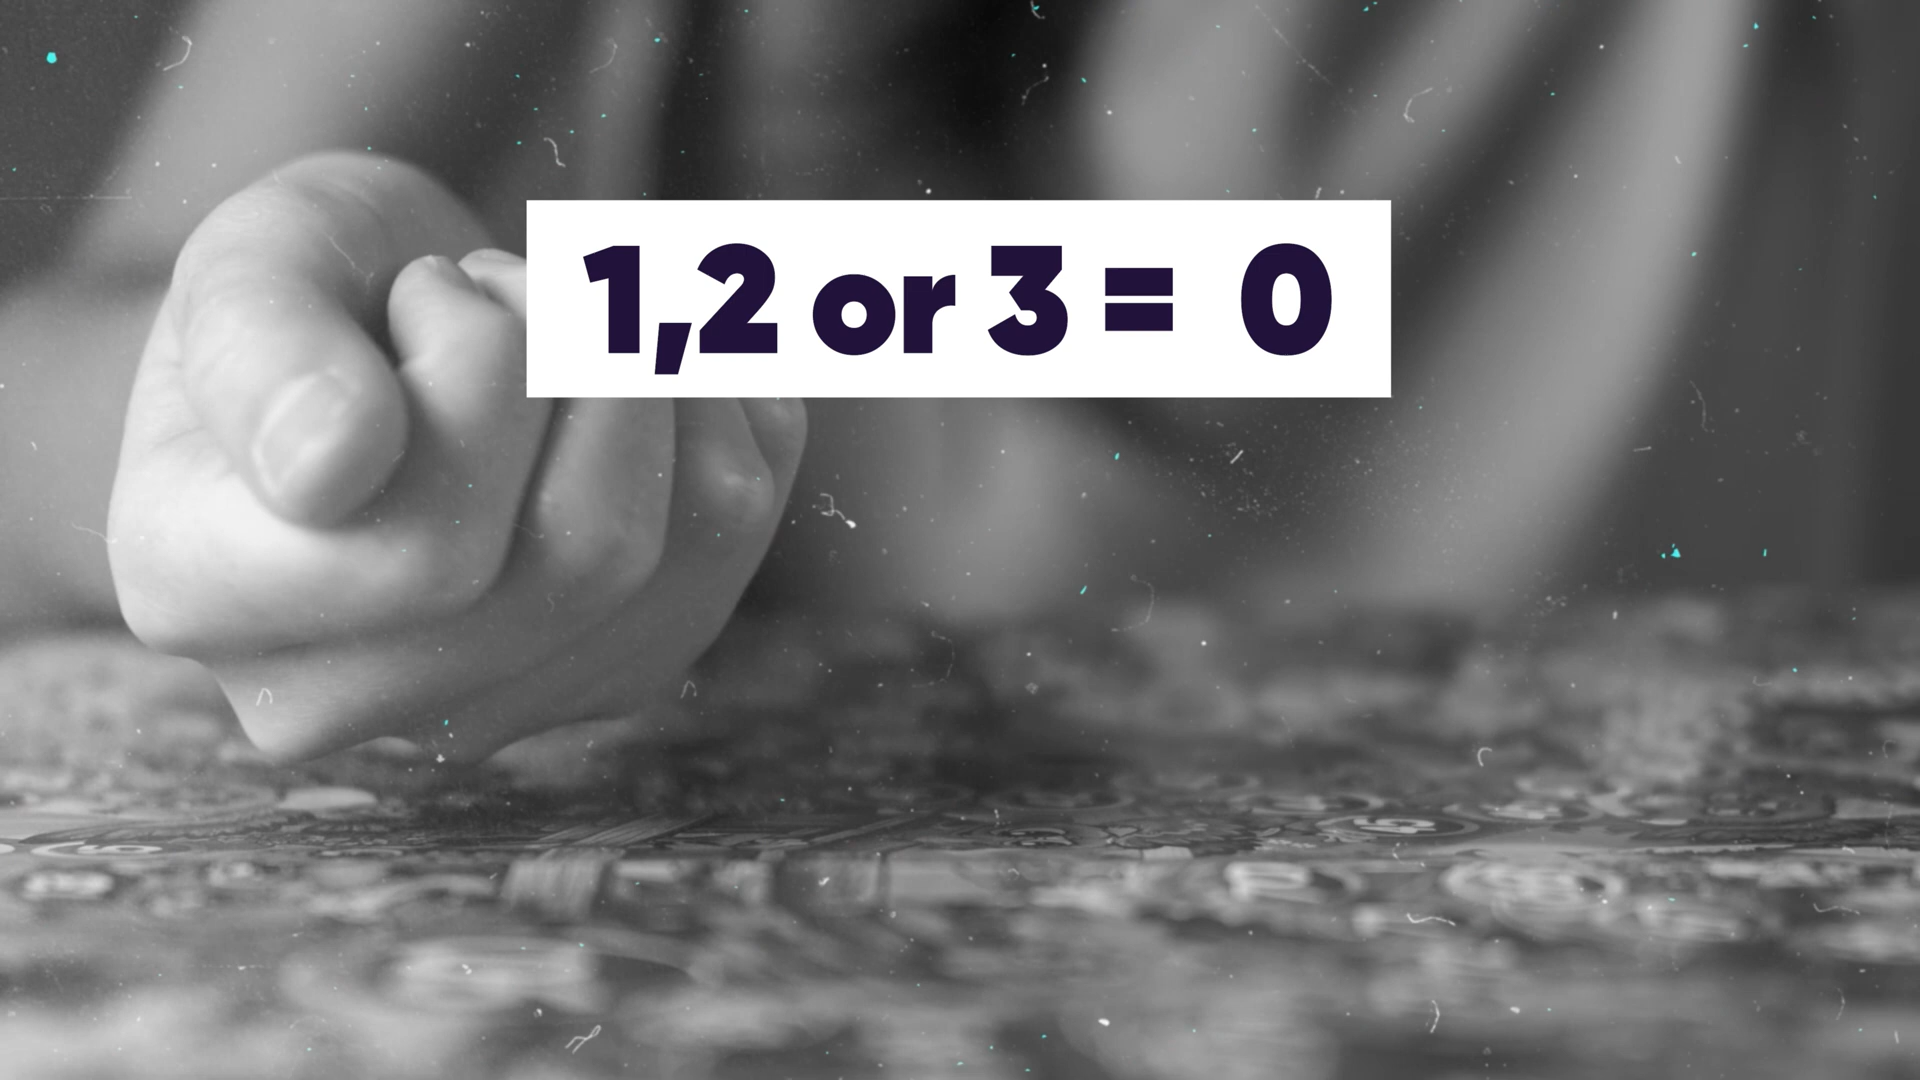 1,2 or 3 = 0